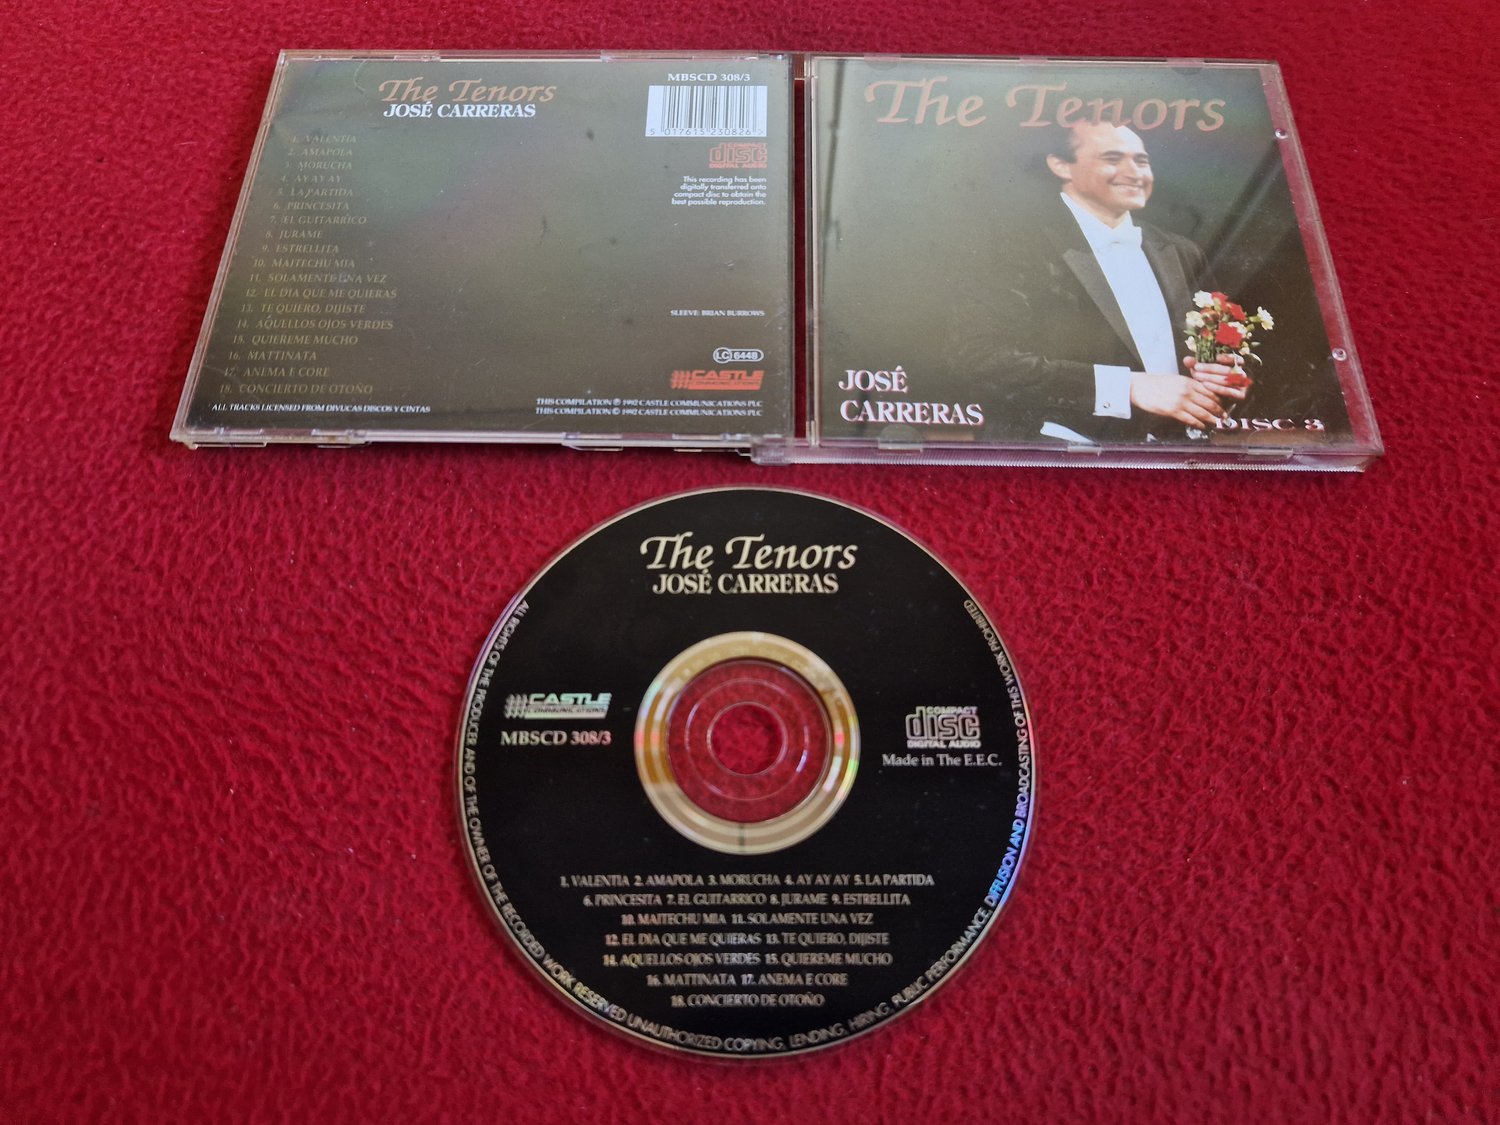 The Tenors
JOSÉ CARRERAS
1. VALENTIA
2. AMAPOLA
3. MORUCHA
4. AY AY AY
5. LA PARTIDA
6. PRINCESITA
7. EL GUITARRICO
8. JURAME
9. ESTRELLITA
10. MAITECHU MIA
11. SOLAMENTE UNA VEZ
12. EL DIA QUE ME QUIERAS
13. TE QUIERO, DIJISTE
14. AQUELLOS OJOS VERDES
15. QUIEREME MUCHO
16. MATTINATA
17. ANEMA E CORE
18. CONCIERTO DE OTOÑO
ALL TRACKS LICENSED FROM DIVUCAS DISCOS Y CINTAS
MBSCD 308/3
5 017615 230826 >
COMPACT
disc
DIGITAL AUDIO
This recording has been
digitally transferred onto
compact disc to obtain the
best possible reproduction.
SLEEVE: BRIAN BURROWS
LC 6448
CASTLE
COMMUNICATIONS
THIS COMPILATION ℗ 1992 CASTLE COMMUNICATIONS PLC
THIS COMPILATION © 1992 CASTLE COMMUNICATIONS PLC
The Tenors
JOSÉ
CARRERAS
DISC 3
The Tenors
JOSÉ CARRERAS
CASTLE
COMMUNICATIONS
MBSCD 308/3
COMPACT
disc
DIGITAL AUDIO
Made in The E.E.C.
1. VALENTIA 2. AMAPOLA 3. MORUCHA 4. AY AY AY 5. LA PARTIDA
6. PRINCESITA 7. EL GUITARRICO 8. JURAME 9. ESTRELLITA
10. MAITECHU MIA 11. SOLAMENTE UNA VEZ
12. EL DIA QUE ME QUIERAS 13. TE QUIERO, DIJISTE
14. AQUELLOS OJOS VERDES 15. QUIEREME MUCHO
16. MATTINATA 17. ANEMA E CORE
18. CONCIERTO DE OTOÑO
ALL RIGHTS OF THE PRODUCER AND OF THE OWNER OF THE RECORDED WORK RESERVED UNAUTHORIZED COPYING, LENDING, HIRING, PUBLIC PERFORMANCE, DIFFUSION AND BROADCASTING OF THIS WORK PROHIBITED